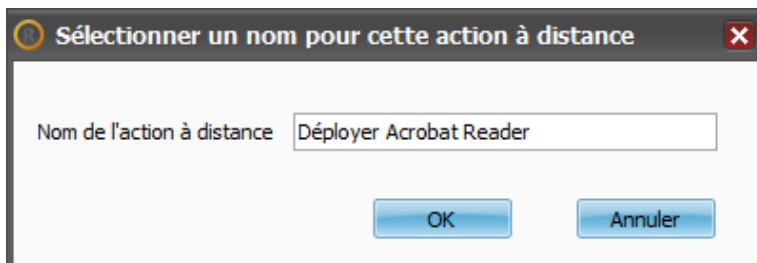 Sélectionner un nom pour cette action à distance
Nom de l'action à distance Déployer Acrobat Reader
OK Annuler